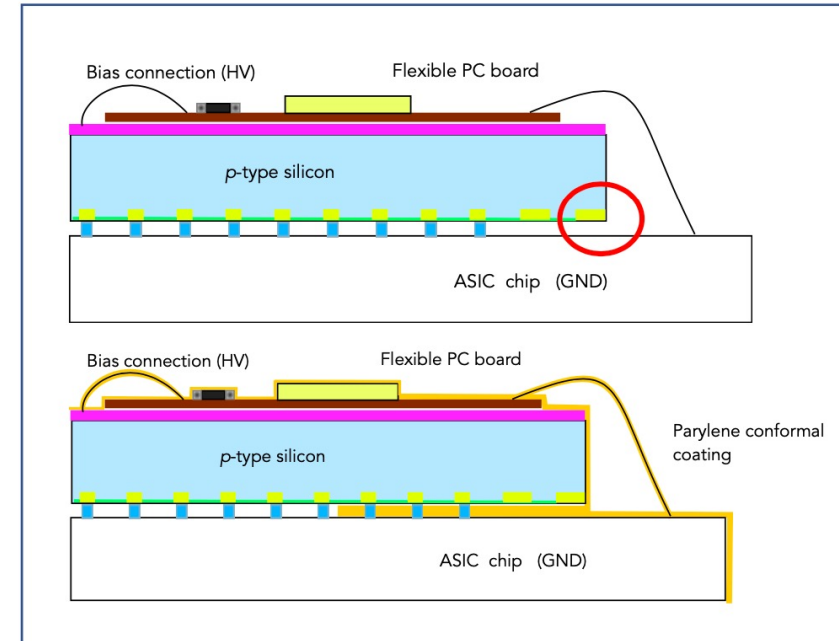 Bias connection (HV)
Flexible PC board
p-type silicon
ASIC chip (GND)
Bias connection (HV)
Flexible PC board
Parylene conformal
coating
p-type silicon
ASIC chip (GND)